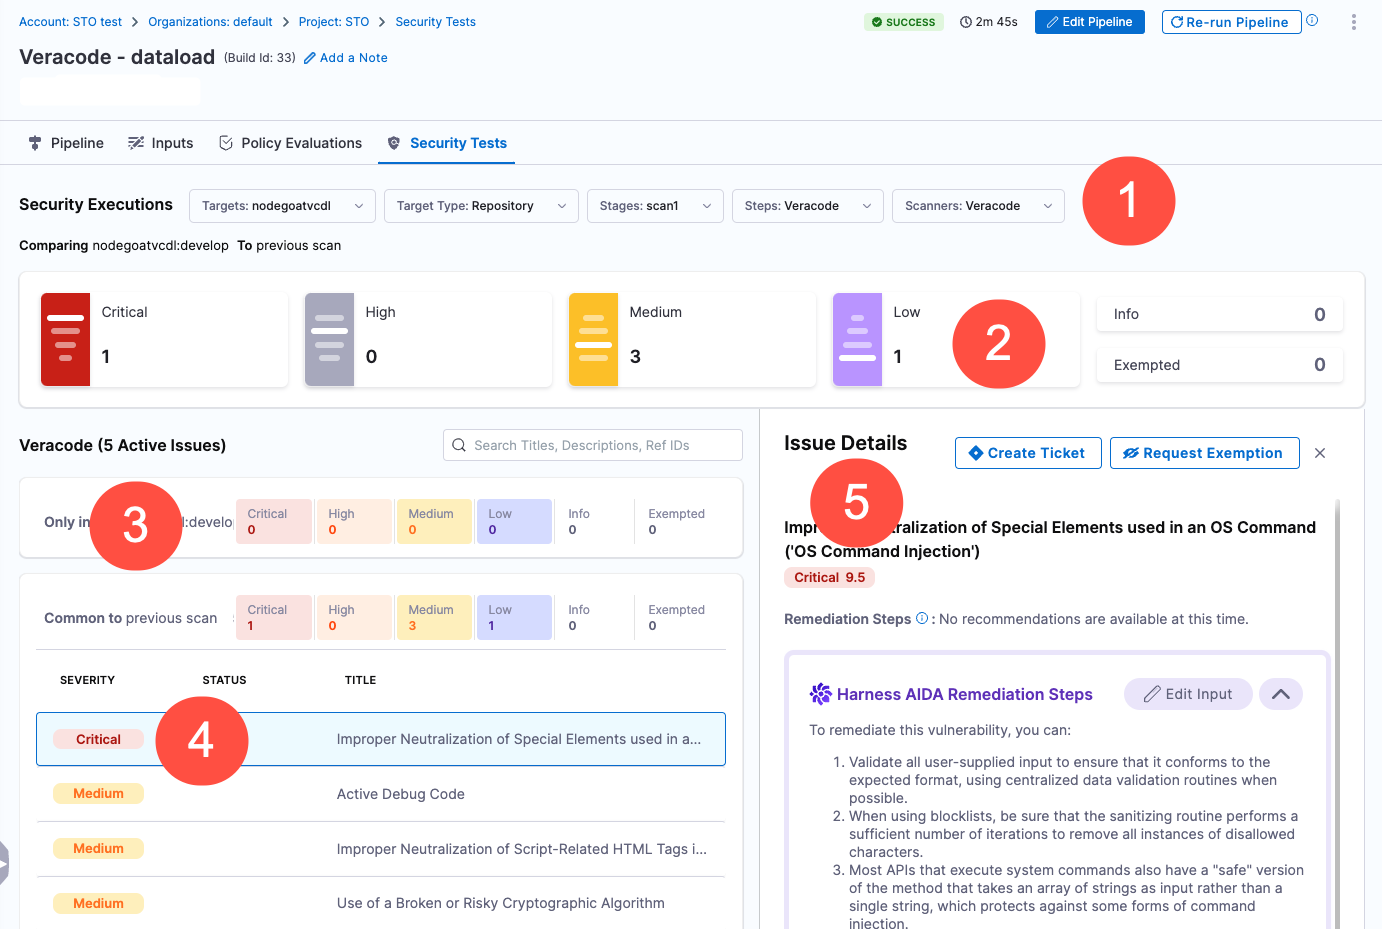 Account: STO test > Organizations: default > Project: STO > Security Tests
SUCCESS 2m 45s Edit Pipeline Re-run Pipeline
Veracode - dataload (Build Id: 33) Add a Note
Pipeline Inputs Policy Evaluations Security Tests
Security Executions Targets: nodegoatvcdl Target Type: Repository Stages: scan1 Steps: Veracode Scanners: Veracode 1
Comparing nodegoatvcdl:develop To previous scan
Critical High Medium Low Info 0
1 0 3 1 2 Exempted 0
Veracode (5 Active Issues) Search Titles, Descriptions, Ref IDs
Only in 3 Critical High Medium Low Info Exempted
0 0 0 0 0 0
Common to previous scan Critical High Medium Low Info Exempted
1 0 3 1 0 0
SEVERITY STATUS TITLE
Critical 4 Improper Neutralization of Special Elements used in a...
Medium Active Debug Code
Medium Improper Neutralization of Script-Related HTML Tags i...
Medium Use of a Broken or Risky Cryptographic Algorithm
Issue Details Create Ticket Request Exemption
5
of Special Elements used in an OS Command
('OS Command Injection')
Critical 9.5
Remediation Steps : No recommendations are available at this time.
Harness AIDA Remediation Steps Edit Input
To remediate this vulnerability, you can:
1. Validate all user-supplied input to ensure that it conforms to the
expected format, using centralized data validation routines when
possible.
2. When using blocklists, be sure that the sanitizing routine performs a
sufficient number of iterations to remove all instances of disallowed
characters.
3. Most APIs that execute system commands also have a "safe" version
of the method that takes an array of strings as input rather than a
single string, which protects against some forms of command
injection.